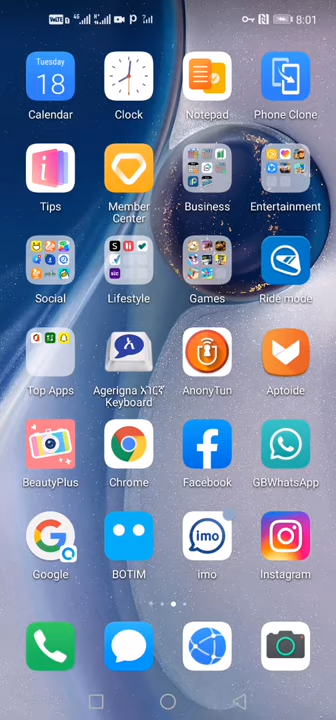 8:01
Tuesday
18
Calendar
Clock
Notepad
Phone Clone
Tips
Member Center
Business
Entertainment
Social
Lifestyle
Games
Ride mode
Top Apps
Agerigna አገርኛ
Keyboard
AnonyTun
Aptoide
BeautyPlus
Chrome
Facebook
GBWhatsApp
Google
BOTIM
imo
imo
Instagram